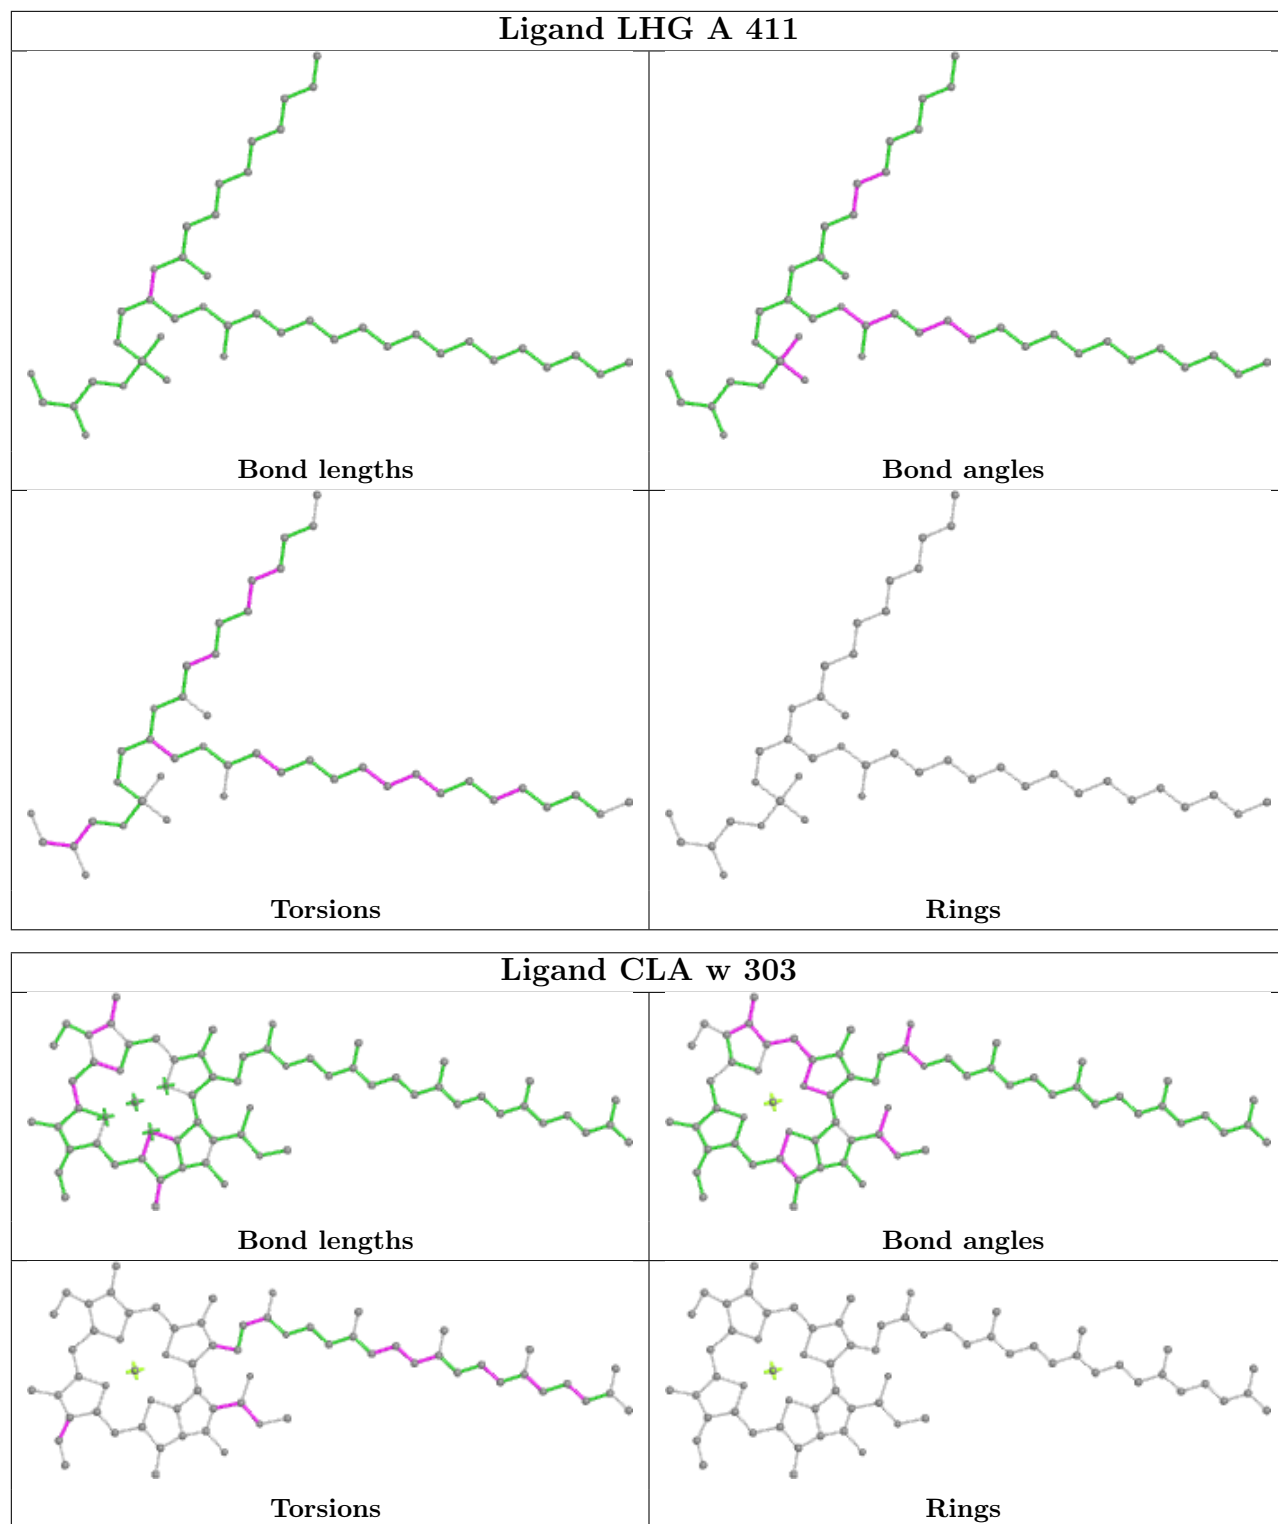 Ligand LHG A 411
Bond lengths
Bond angles
Torsions
Rings
Ligand CLA w 303
Bond lengths
Bond angles
Torsions
Rings